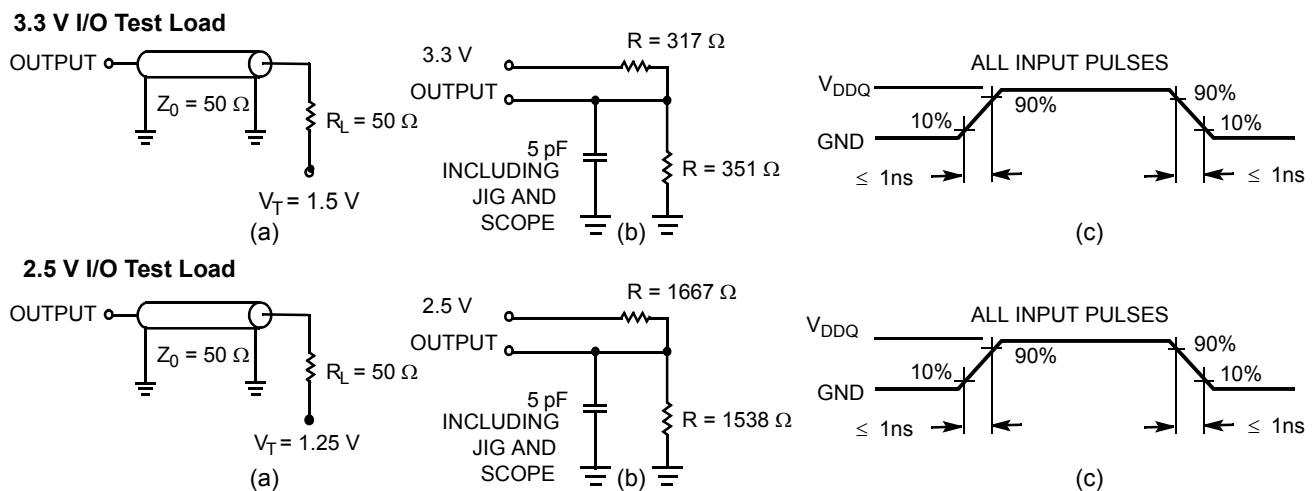 3.3 V I/O Test Load
OUTPUT
Z0 = 50 Ω
RL = 50 Ω
VT = 1.5 V
(a)
3.3 V
OUTPUT
R = 317 Ω
5 pF
INCLUDING
JIG AND
SCOPE
R = 351 Ω
(b)
ALL INPUT PULSES
VDDQ
GND
10%
90%
90%
10%
≤ 1ns
≤ 1ns
(c)
2.5 V I/O Test Load
OUTPUT
Z0 = 50 Ω
RL = 50 Ω
VT = 1.25 V
(a)
2.5 V
OUTPUT
R = 1667 Ω
5 pF
INCLUDING
JIG AND
SCOPE
R = 1538 Ω
(b)
ALL INPUT PULSES
VDDQ
GND
10%
90%
90%
10%
≤ 1ns
≤ 1ns
(c)